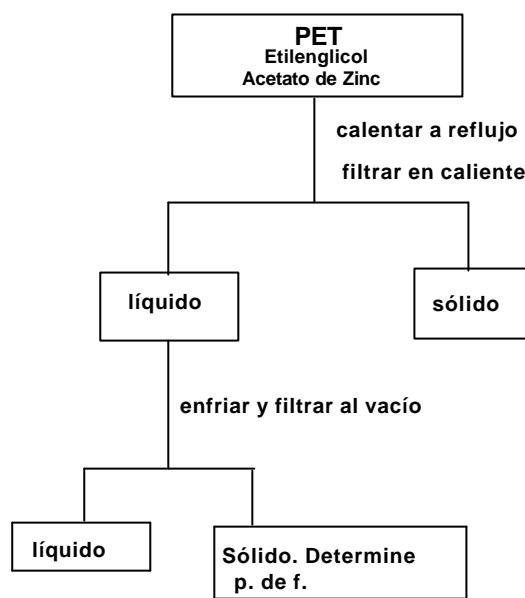 PET
Etilenglicol
Acetato de Zinc
calentar a reflujo
filtrar en caliente
líquido
sólido
enfriar y filtrar al vacío
líquido
Sólido. Determine
p. de f.